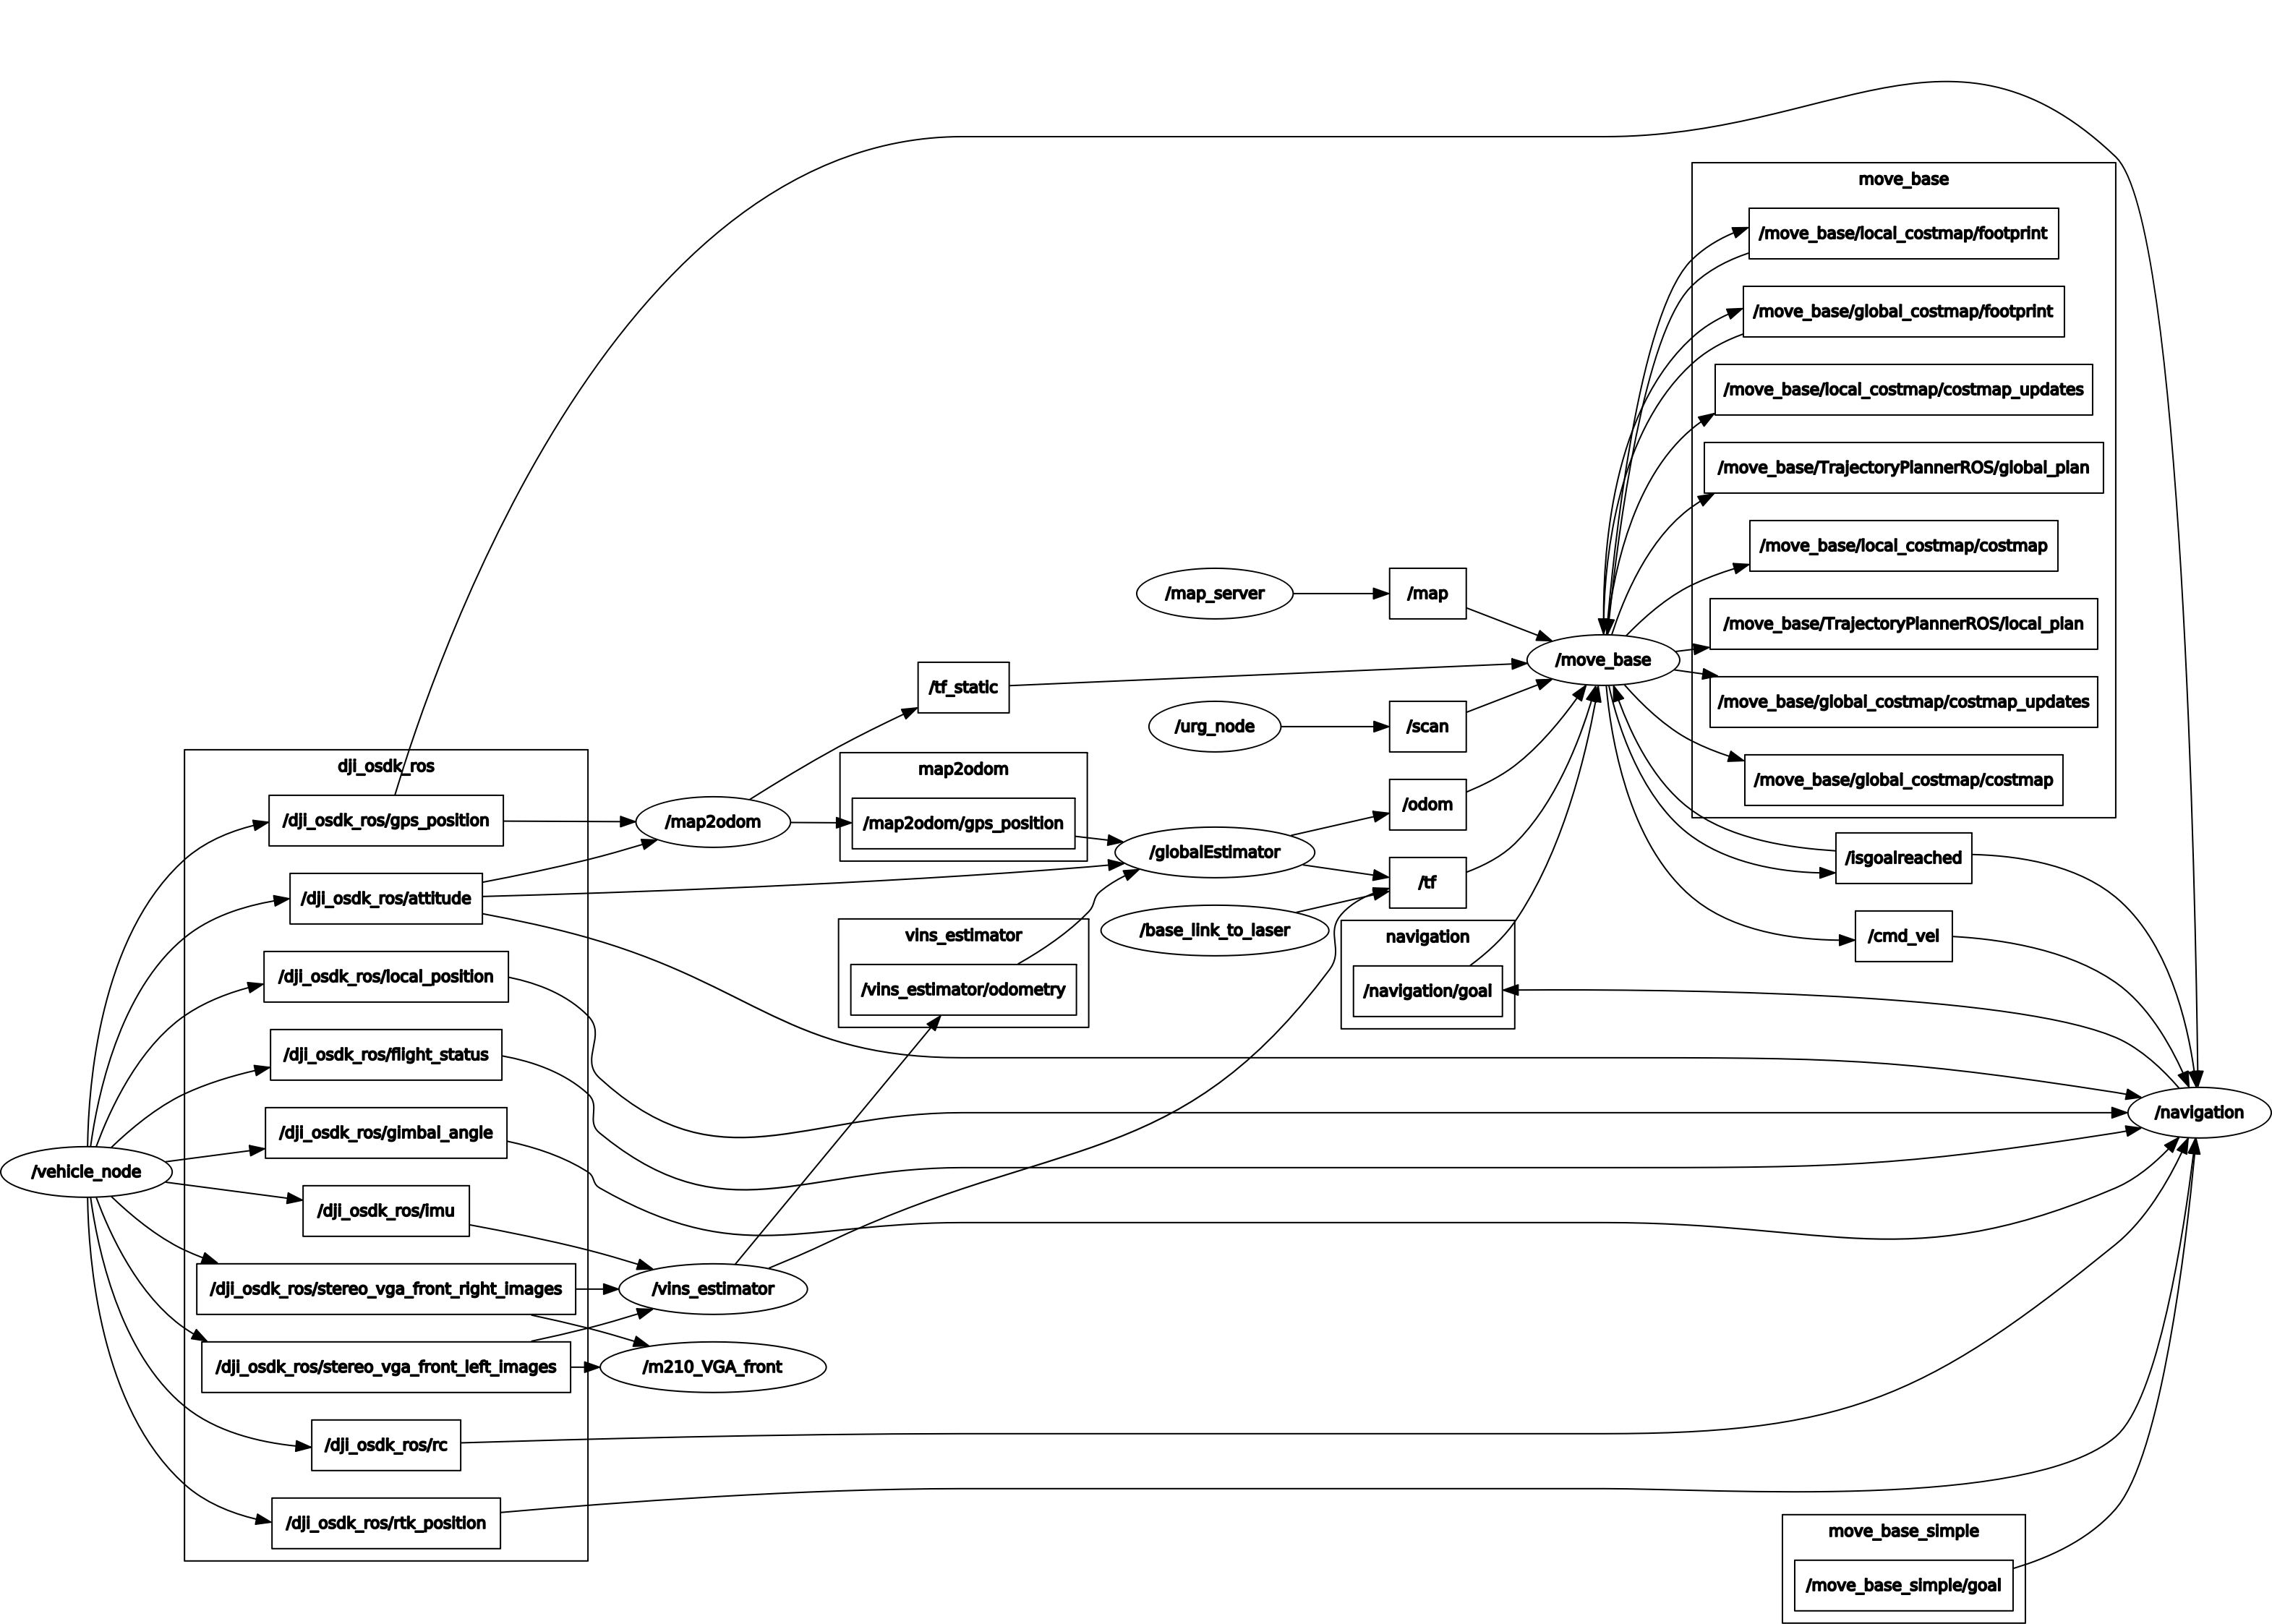 move_base
/move_base/local_costmap/footprint
/move_base/global_costmap/footprint
/move_base/local_costmap/costmap_updates
/move_base/TrajectoryPlannerROS/global_plan
/move_base/local_costmap/costmap
/map_server
/map
/move_base/TrajectoryPlannerROS/local_plan
/move_base
/tf_static
/move_base/global_costmap/costmap_updates
/urg_node
/scan
dji_osdk_ros
map2odom
/move_base/global_costmap/costmap
/odom
/dji_osdk_ros/gps_position
/map2odom
/map2odom/gps_position
/globalEstimator
/isgoalreached
/tf
/dji_osdk_ros/attitude
/base_link_to_laser
vins_estimator
navigation
/cmd_vel
/dji_osdk_ros/local_position
/vins_estimator/odometry
/navigation/goal
/dji_osdk_ros/flight_status
/navigation
/dji_osdk_ros/gimbal_angle
/vehicle_node
/dji_osdk_ros/imu
/dji_osdk_ros/stereo_vga_front_right_images
/vins_estimator
/dji_osdk_ros/stereo_vga_front_left_images
/m210_VGA_front
/dji_osdk_ros/rc
/dji_osdk_ros/rtk_position
move_base_simple
/move_base_simple/goal